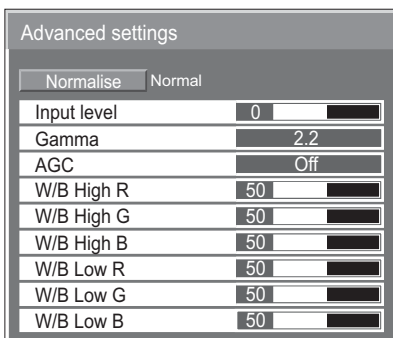 Advanced settings
Normalise Normal
Input level 0
Gamma 2.2
AGC Off
W/B High R 50
W/B High G 50
W/B High B 50
W/B Low R 50
W/B Low G 50
W/B Low B 50